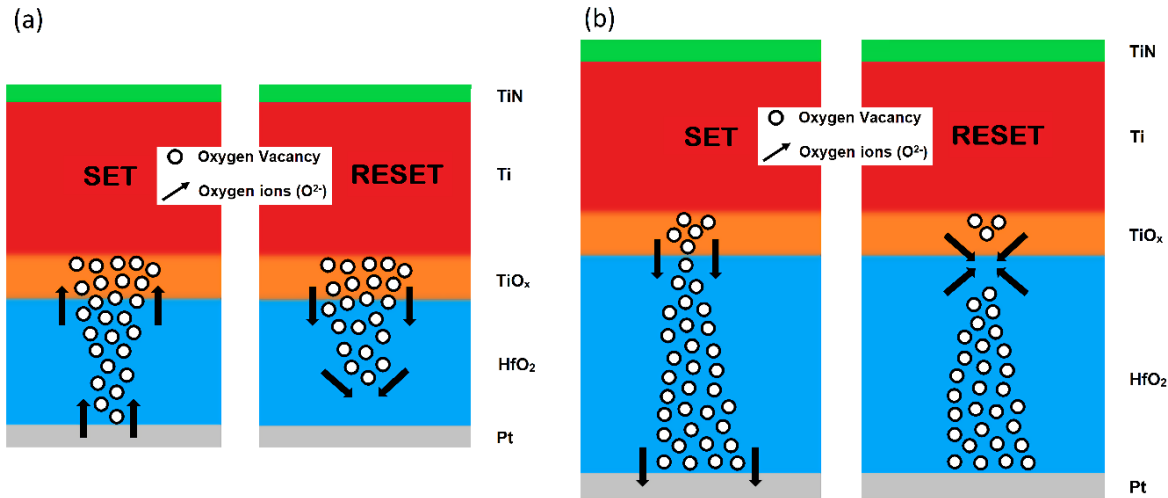 (a)
SET
RESET
Oxygen Vacancy
Oxygen ions (O²⁻)
TiN
Ti
TiOₓ
HfO₂
Pt
(b)
SET
RESET
Oxygen Vacancy
Oxygen ions (O²⁻)
TiN
Ti
TiOₓ
HfO₂
Pt